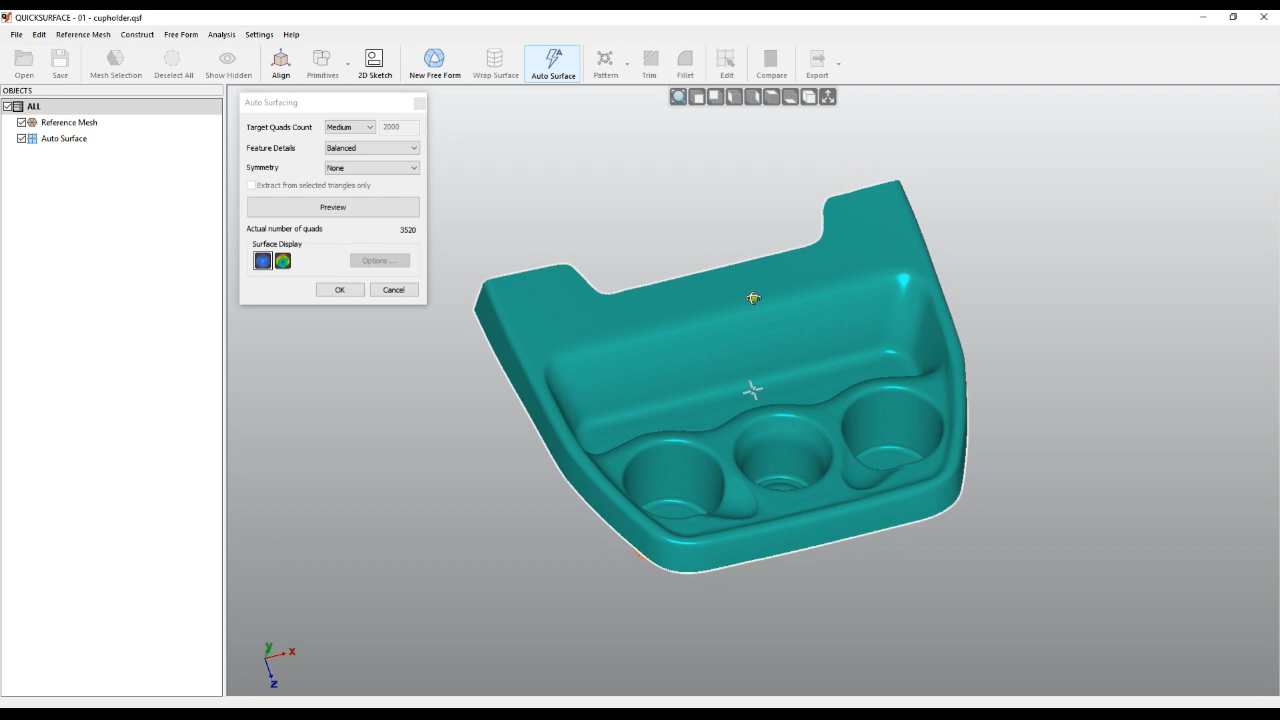 QUICKSURFACE - 01 - cupholder.qsf
File Edit Reference Mesh Construct Free Form Analysis Settings Help
Open Save Mesh Selection Deselect All Show Hidden Align Primitives 2D Sketch New Free Form Wrap Surface Auto Surface Pattern Trim Fillet Edit Compare Export
OBJECTS
ALL
Reference Mesh
Auto Surface
Auto Surfacing
Target Quads Count Medium 2000
Feature Details Balanced
Symmetry None
Extract from selected triangles only
Preview
Actual number of quads 3520
Surface Display
Options ...
OK Cancel
y
x
z